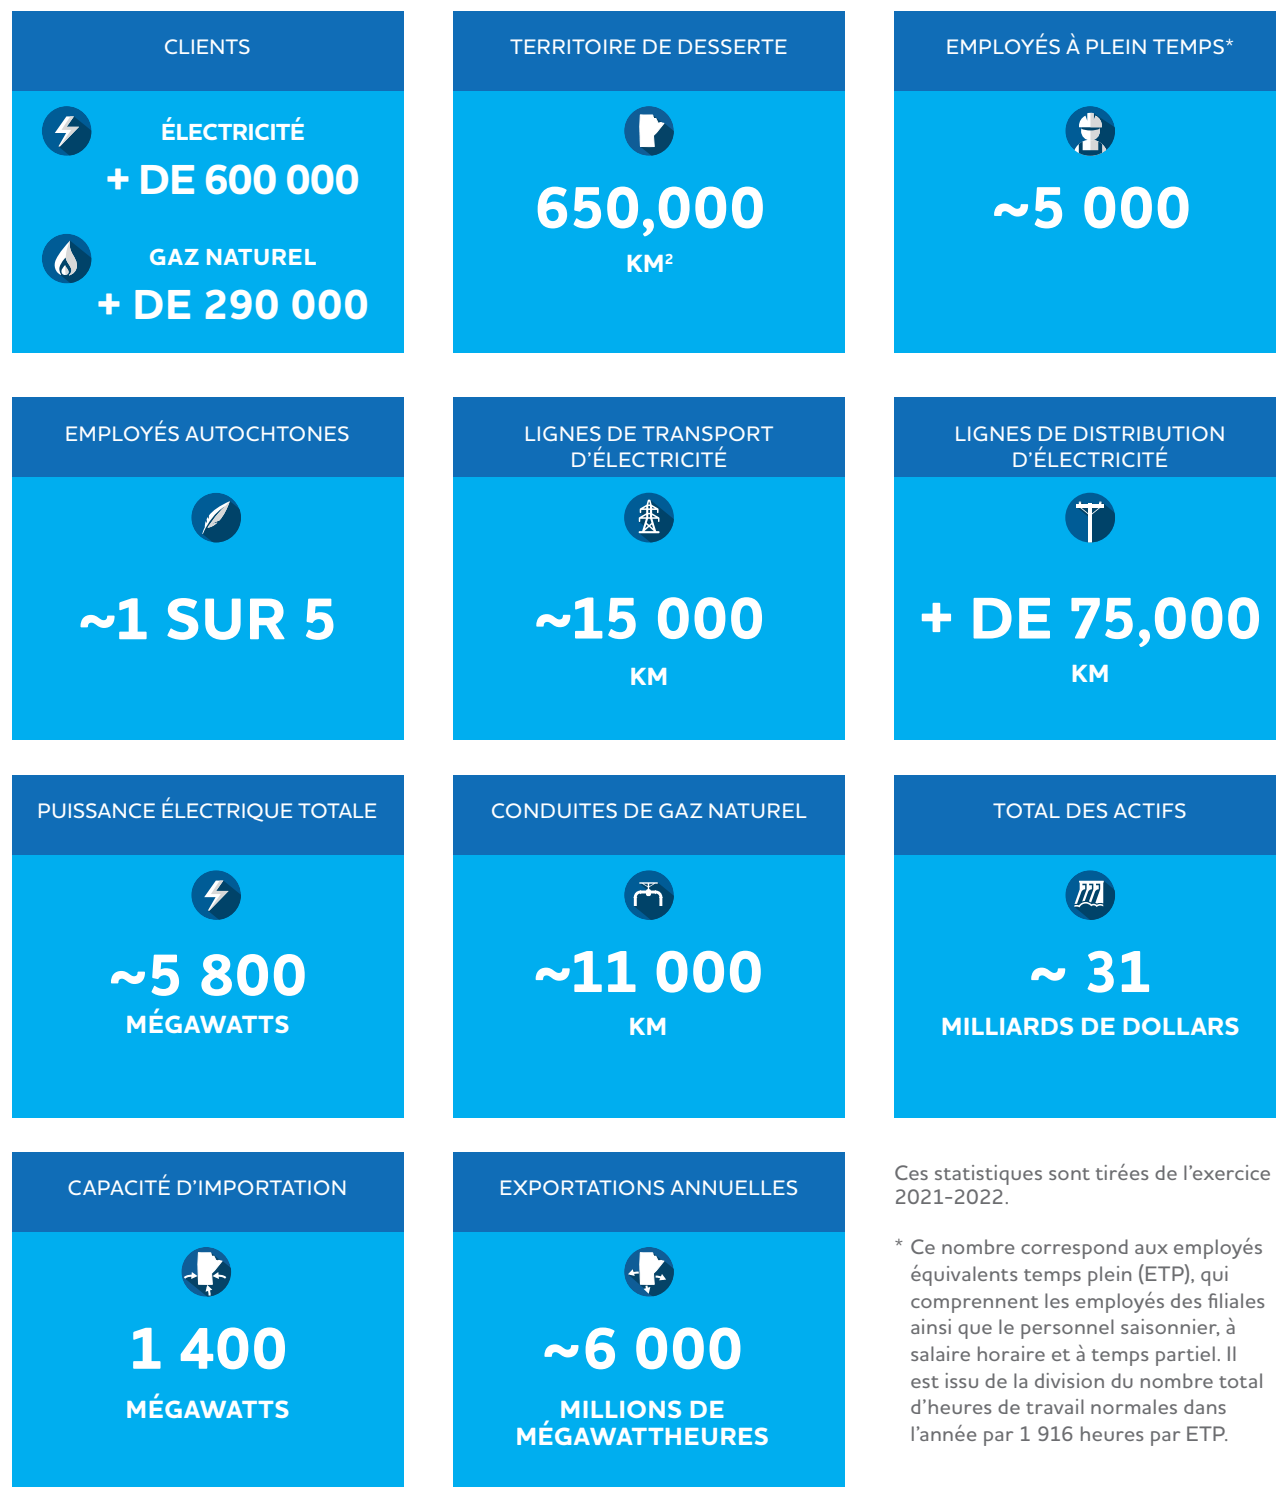 CLIENTS
ÉLECTRICITÉ
+ DE 600 000
GAZ NATUREL
+ DE 290 000
TERRITOIRE DE DESSERTE
650,000
KM²
EMPLOYÉS À PLEIN TEMPS*
~5 000
EMPLOYÉS AUTOCHTONES
~1 SUR 5
LIGNES DE TRANSPORT
D’ÉLECTRICITÉ
~15 000
KM
LIGNES DE DISTRIBUTION
D’ÉLECTRICITÉ
+ DE 75,000
KM
PUISSANCE ÉLECTRIQUE TOTALE
~5 800
MÉGAWATTS
CONDUITES DE GAZ NATUREL
~11 000
KM
TOTAL DES ACTIFS
~ 31
MILLIARDS DE DOLLARS
CAPACITÉ D’IMPORTATION
1 400
MÉGAWATTS
EXPORTATIONS ANNUELLES
~6 000
MILLIONS DE
MÉGAWATTHEURES
Ces statistiques sont tirées de l’exercice
2021-2022.
* Ce nombre correspond aux employés
équivalents temps plein (ETP), qui
comprennent les employés des filiales
ainsi que le personnel saisonnier, à
salaire horaire et à temps partiel. Il
est issu de la division du nombre total
d’heures de travail normales dans
l’année par 1 916 heures par ETP.